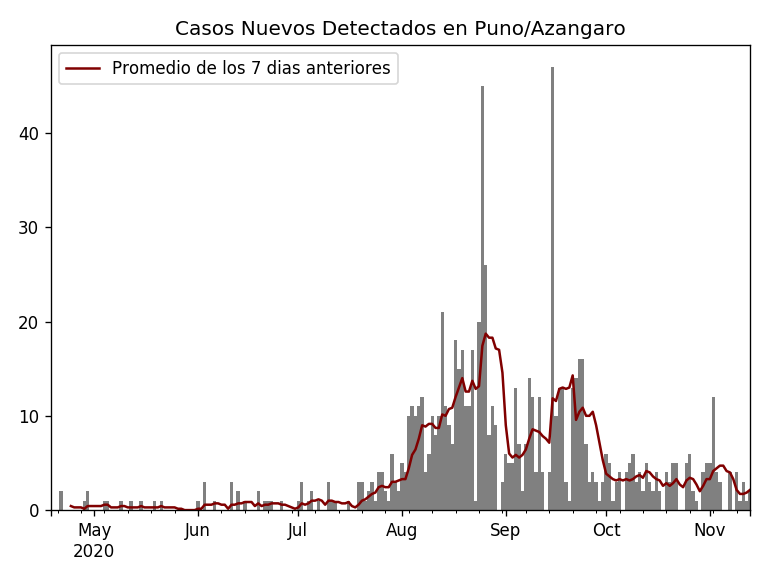 Casos Nuevos Detectados en Puno/Azangaro
Promedio de los 7 dias anteriores
40
30
20
10
0
May Jun Jul Aug Sep Oct Nov
2020